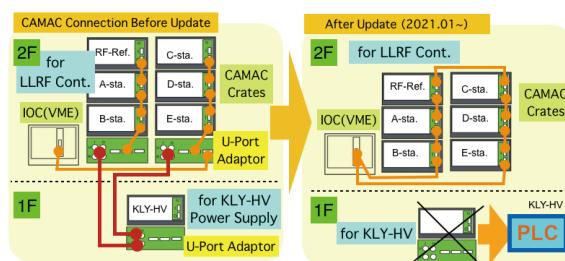 CAMAC Connection Before Update
2F
for
LLRF Cont.
RF-Ref.
C-sta.
A-sta.
D-sta.
B-sta.
E-sta.
CAMAC
Crates
IOC(VME)
U-Port
Adaptor
1F
KLY-HV
for KLY-HV
Power Supply
U-Port Adaptor
After Update (2021.01~)
2F
for LLRF Cont.
RF-Ref.
C-sta.
A-sta.
D-sta.
B-sta.
E-sta.
CAMAC
Crates
IOC(VME)
1F
for KLY-HV
KLY-HV
PLC